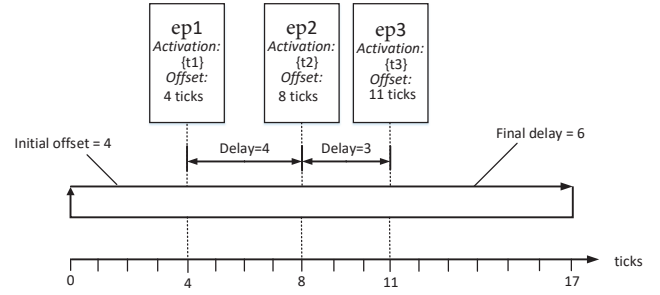 ep1
Activation:
{t1}
Offset:
4 ticks
ep2
Activation:
{t2}
Offset:
8 ticks
ep3
Activation:
{t3}
Offset:
11 ticks
Initial offset = 4
Delay=4
Delay=3
Final delay = 6
0
4
8
11
17
ticks